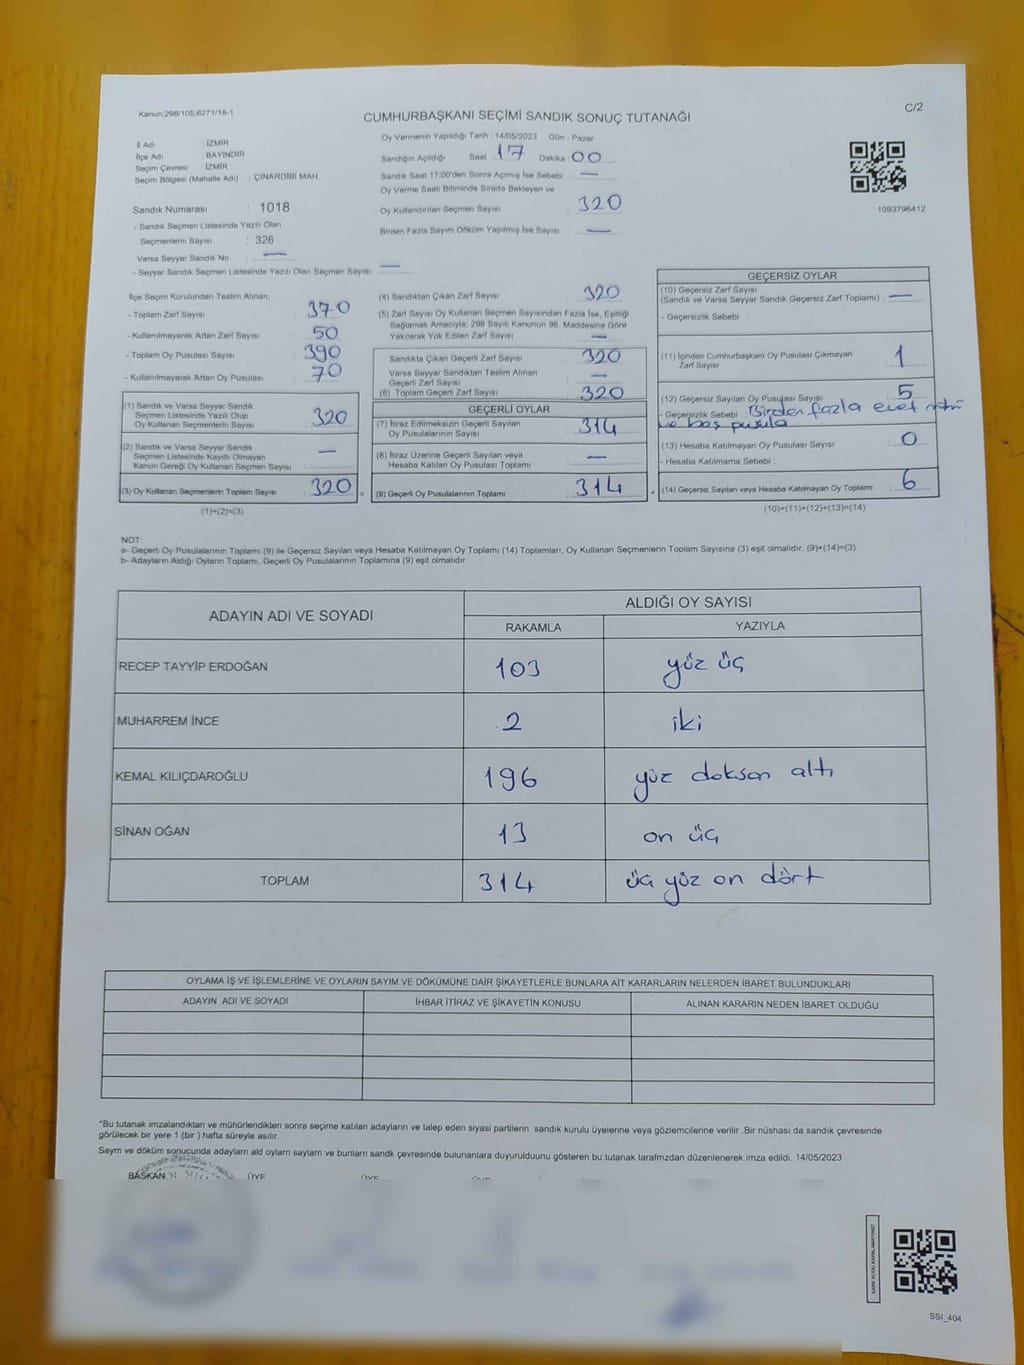 Kanun;298/105;6271/18-1
CUMHURBAŞKANI SEÇİMİ SANDIK SONUÇ TUTANAĞI
C/2
İl Adı : İZMİR
İlçe Adı : BAYINDIR
Seçim Çevresi : İZMİR
Seçim Bölgesi (Mahalle Adı) : ÇINARDİBİ MAH.
Sandık Numarası : 1018
- Sandık Seçmen Listesinde Yazılı Olan
Seçmenlerin Sayısı : 326
Varsa Seyyar Sandık No : —
- Seyyar Sandık Seçmen Listesinde Yazılı Olan Seçmen Sayısı: —
Oy Vermenin Yapıldığı Tarih : 14/05/2023 Gün : Pazar
Sandığın Açıldığı Saat 17 Dakika 00
Sandık Saat 17:00'den Sonra Açılmış İse Sebebi : —
Oy Verme Saati Bitiminde Sırada Bekleyen ve
Oy Kullandırılan Seçmen Sayısı : 320
Birden Fazla Sayım Döküm Yapılmış İse Sayısı : —
1093796412
İlçe Seçim Kurulundan Teslim Alınan;
- Toplam Zarf Sayısı : 370
- Kullanılmayarak Artan Zarf Sayısı : 50
- Toplam Oy Pusulası Sayısı : 390
- Kullanılmayarak Artan Oy Pusulası : 70
(1) Sandık ve Varsa Seyyar Sandık
Seçmen Listesinde Yazılı Olup
Oy Kullanan Seçmenlerin Sayısı : 320
(2) Sandık ve Varsa Seyyar Sandık
Seçmen Listesinde Kayıtlı Olmayan
Kanun Gereği Oy Kullanan Seçmen Sayısı : —
(3) Oy Kullanan Seçmenlerin Toplam Sayısı : 320
(1)+(2)=(3)
(4) Sandıktan Çıkan Zarf Sayısı : 320
(5) Zarf Sayısı Oy Kullanan Seçmen Sayısından Fazla İse, Eşitliği
Sağlamak Amacıyla; 298 Sayılı Kanunun 98. Maddesine Göre
Yakılarak Yok Edilen Zarf Sayısı : —
Sandıkta Çıkan Geçerli Zarf Sayısı : 320
Varsa Seyyar Sandıktan Teslim Alınan
Geçerli Zarf Sayısı : —
(6) Toplam Geçerli Zarf Sayısı : 320
GEÇERLİ OYLAR
(7) İtiraz Edilmeksizin Geçerli Sayılan
Oy Pusulalarının Sayısı : 314
(8) İtiraz Üzerine Geçerli Sayılan veya
Hesaba Katılan Oy Pusulası Toplamı : —
(9) Geçerli Oy Pusulalarının Toplamı : 314
GEÇERSİZ OYLAR
(10) Geçersiz Zarf Sayısı
(Sandık ve Varsa Seyyar Sandık Geçersiz Zarf Toplamı) : —
- Geçersizlik Sebebi :
(11) İçinden Cumhurbaşkanı Oy Pusulası Çıkmayan
Zarf Sayısı : 1
(12) Geçersiz Sayılan Oy Pusulası Sayısı : 5
- Geçersizlik Sebebi : Birden fazla evet mührü
ve boş pusula
(13) Hesaba Katılmayan Oy Pusulası Sayısı : 0
- Hesaba Katılmama Sebebi :
(14) Geçersiz Sayılan veya Hesaba Katılmayan Oy Toplamı : 6
(10)+(11)+(12)+(13)=(14)
NOT:
a- Geçerli Oy Pusulalarının Toplamı (9) ile Geçersiz Sayılan veya Hesaba Katılmayan Oy Toplamı (14) Toplamları, Oy Kullanan Seçmenlerin Toplam Sayısına (3) eşit olmalıdır. (9)+(14)=(3)
b- Adayların Aldığı Oyların Toplamı, Geçerli Oy Pusulalarının Toplamına (9) eşit olmalıdır.
ADAYIN ADI VE SOYADI ALDIĞI OY SAYISI
RAKAMLA YAZIYLA
RECEP TAYYİP ERDOĞAN 103 yüz üç
MUHARREM İNCE 2 iki
KEMAL KILIÇDAROĞLU 196 yüz doksan altı
SİNAN OĞAN 13 on üç
TOPLAM 314 üç yüz on dört
OYLAMA İŞ VE İŞLEMLERİNE VE OYLARIN SAYIM VE DÖKÜMÜNE DAİR ŞİKAYETLERLE BUNLARA AİT KARARLARIN NELERDEN İBARET BULUNDUKLARI
ADAYIN ADI VE SOYADI İHBAR İTİRAZ VE ŞİKAYETİN KONUSU ALINAN KARARIN NEDEN İBARET OLDUĞU
*Bu tutanak imzalandıktan ve mühürlendikten sonra seçime katılan adayların ve talep eden siyasi partilerin sandık kurulu üyelerine veya gözlemcilerine verilir .Bir nüshası da sandık çevresinde
görülecek bir yere 1 (bir ) hafta süreyle asılır.
Sayım ve döküm sonucunda adayların ald oyların sayların ve bunların sandk çevresinde bulunanlara duyurulduunu gösteren bu tutanak tarafmzdan düzenlenerek imza edildi. 14/05/2023
BAŞKAN ÜYE ÜYE ÜYE
KARE KODU KARALAMAYINIZ!
SSI_404